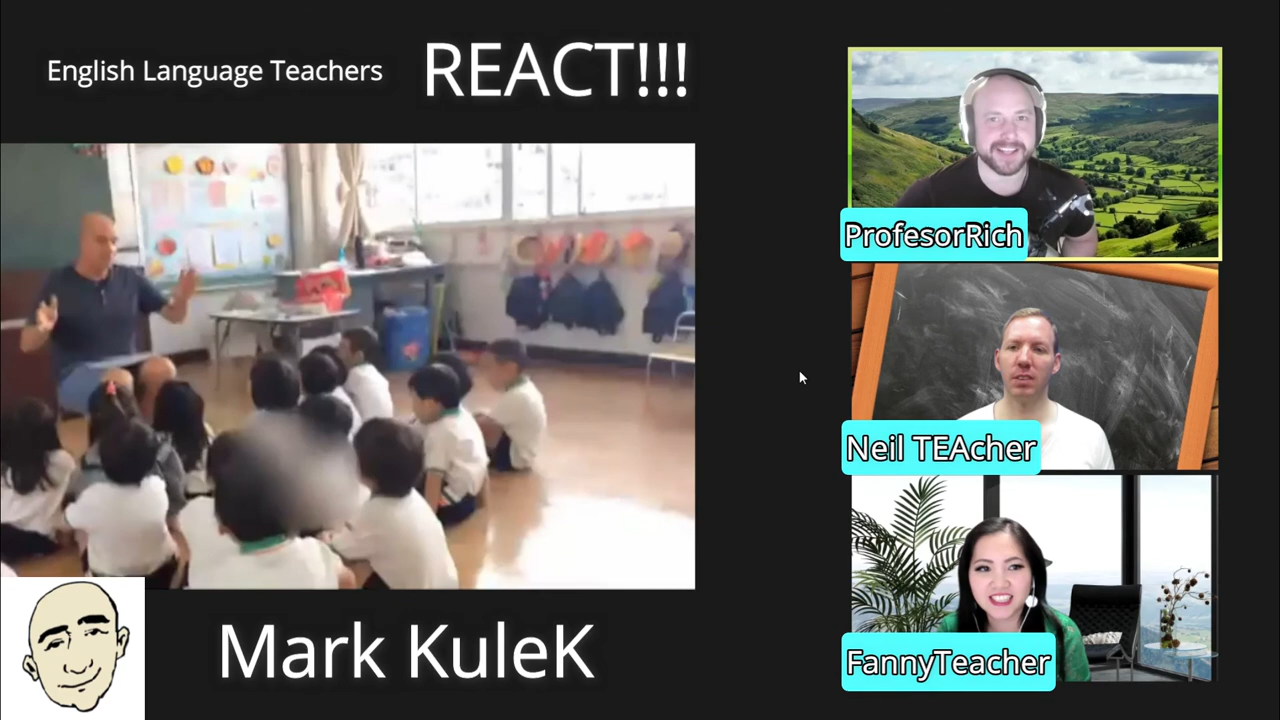 English Language Teachers REACT!!!
ProfesorRich
Neil TEAcher
FannyTeacher
Mark KuleK